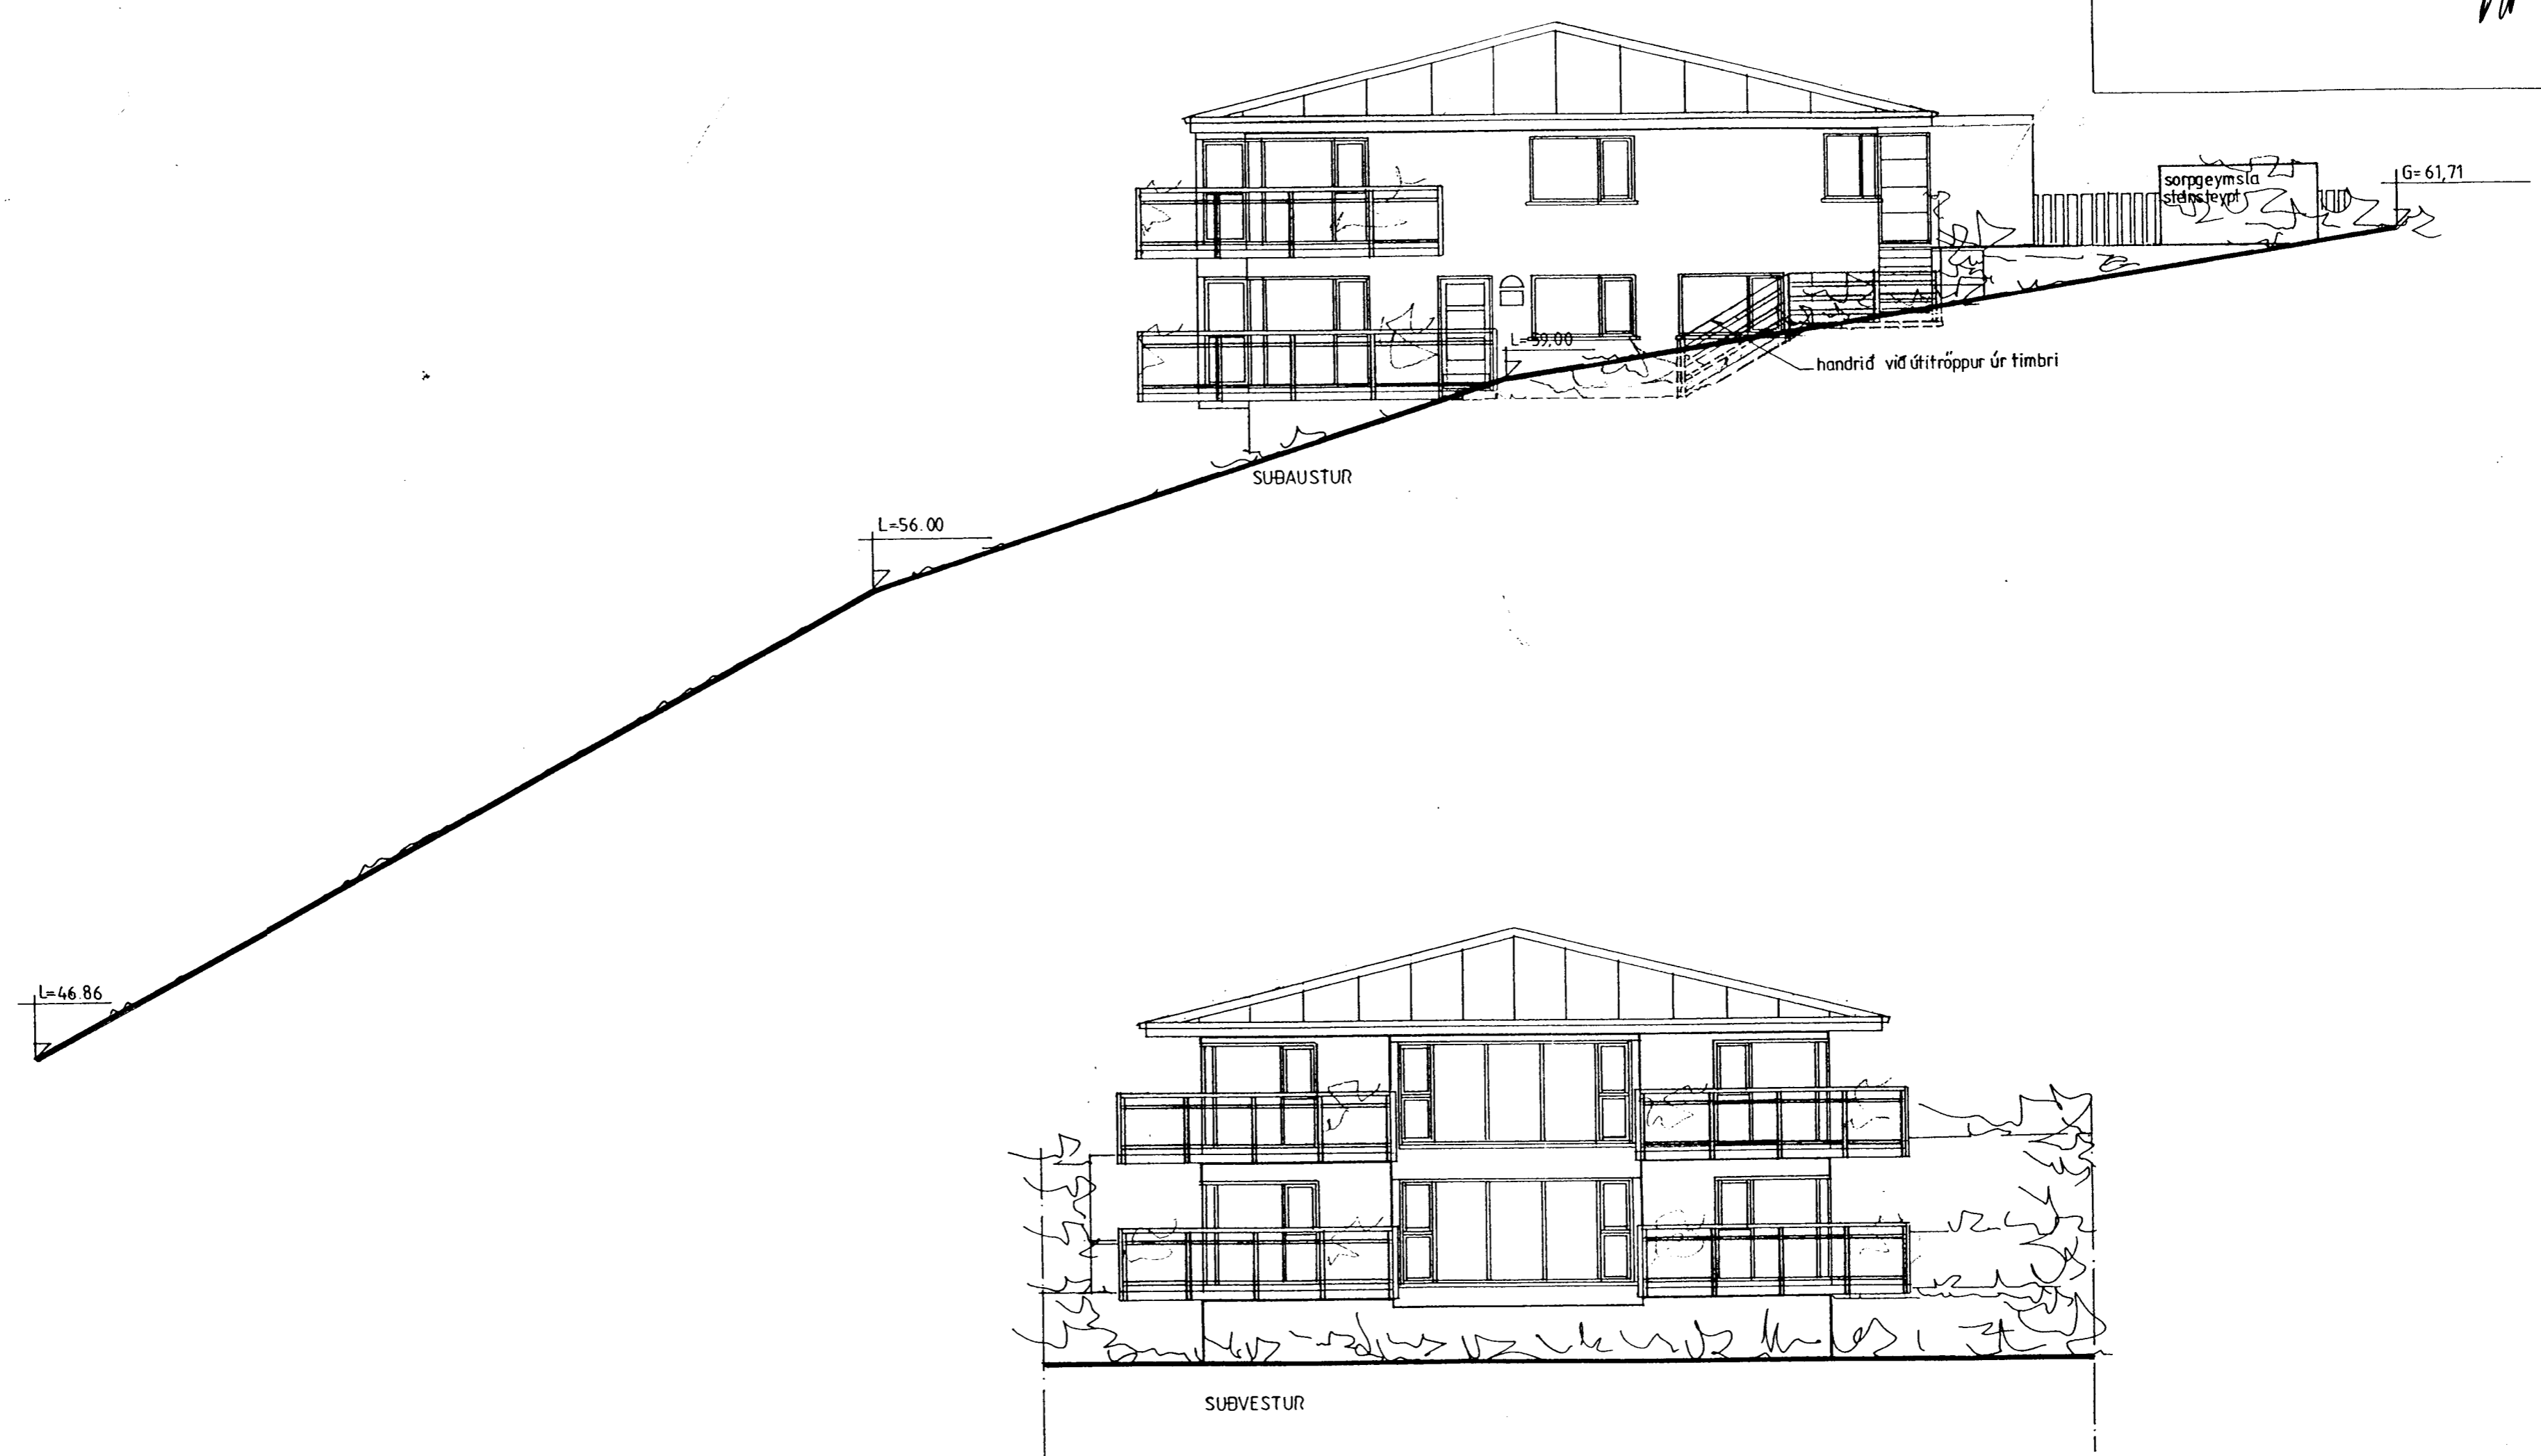 G= 61,71
sorpgeymsla
steinsteypt
L=59,00
handrið við útitröppur úr timbri
SUÐAUSTUR
L=56.00
L=46.86
SUÐVESTUR